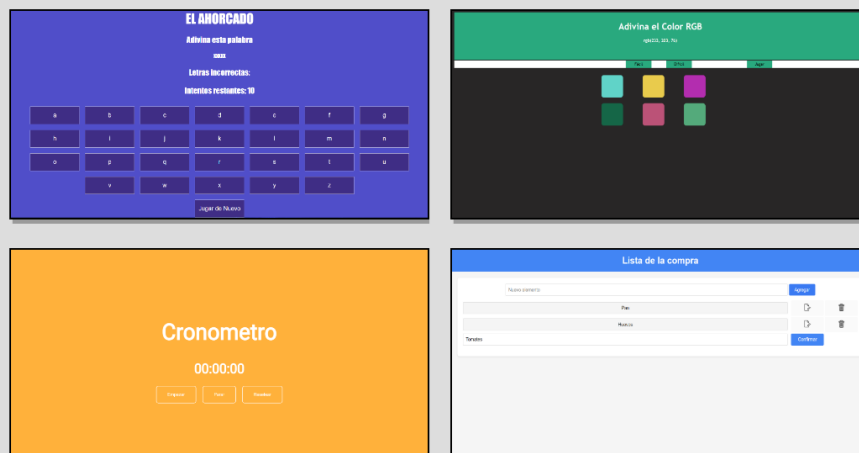 EL AHORCADO
Adivina esta palabra
Letras Incorrectas:
Intentos restantes: 10
a b c d e f g
h i j k l m n
o p q r s t u
v w x y z
Jugar de Nuevo
Adivina el Color RGB
Cronometro
00:00:00
Lista de la compra
Nuevo elemento Agregar
Pan
Huevos
Tomates Confirmar